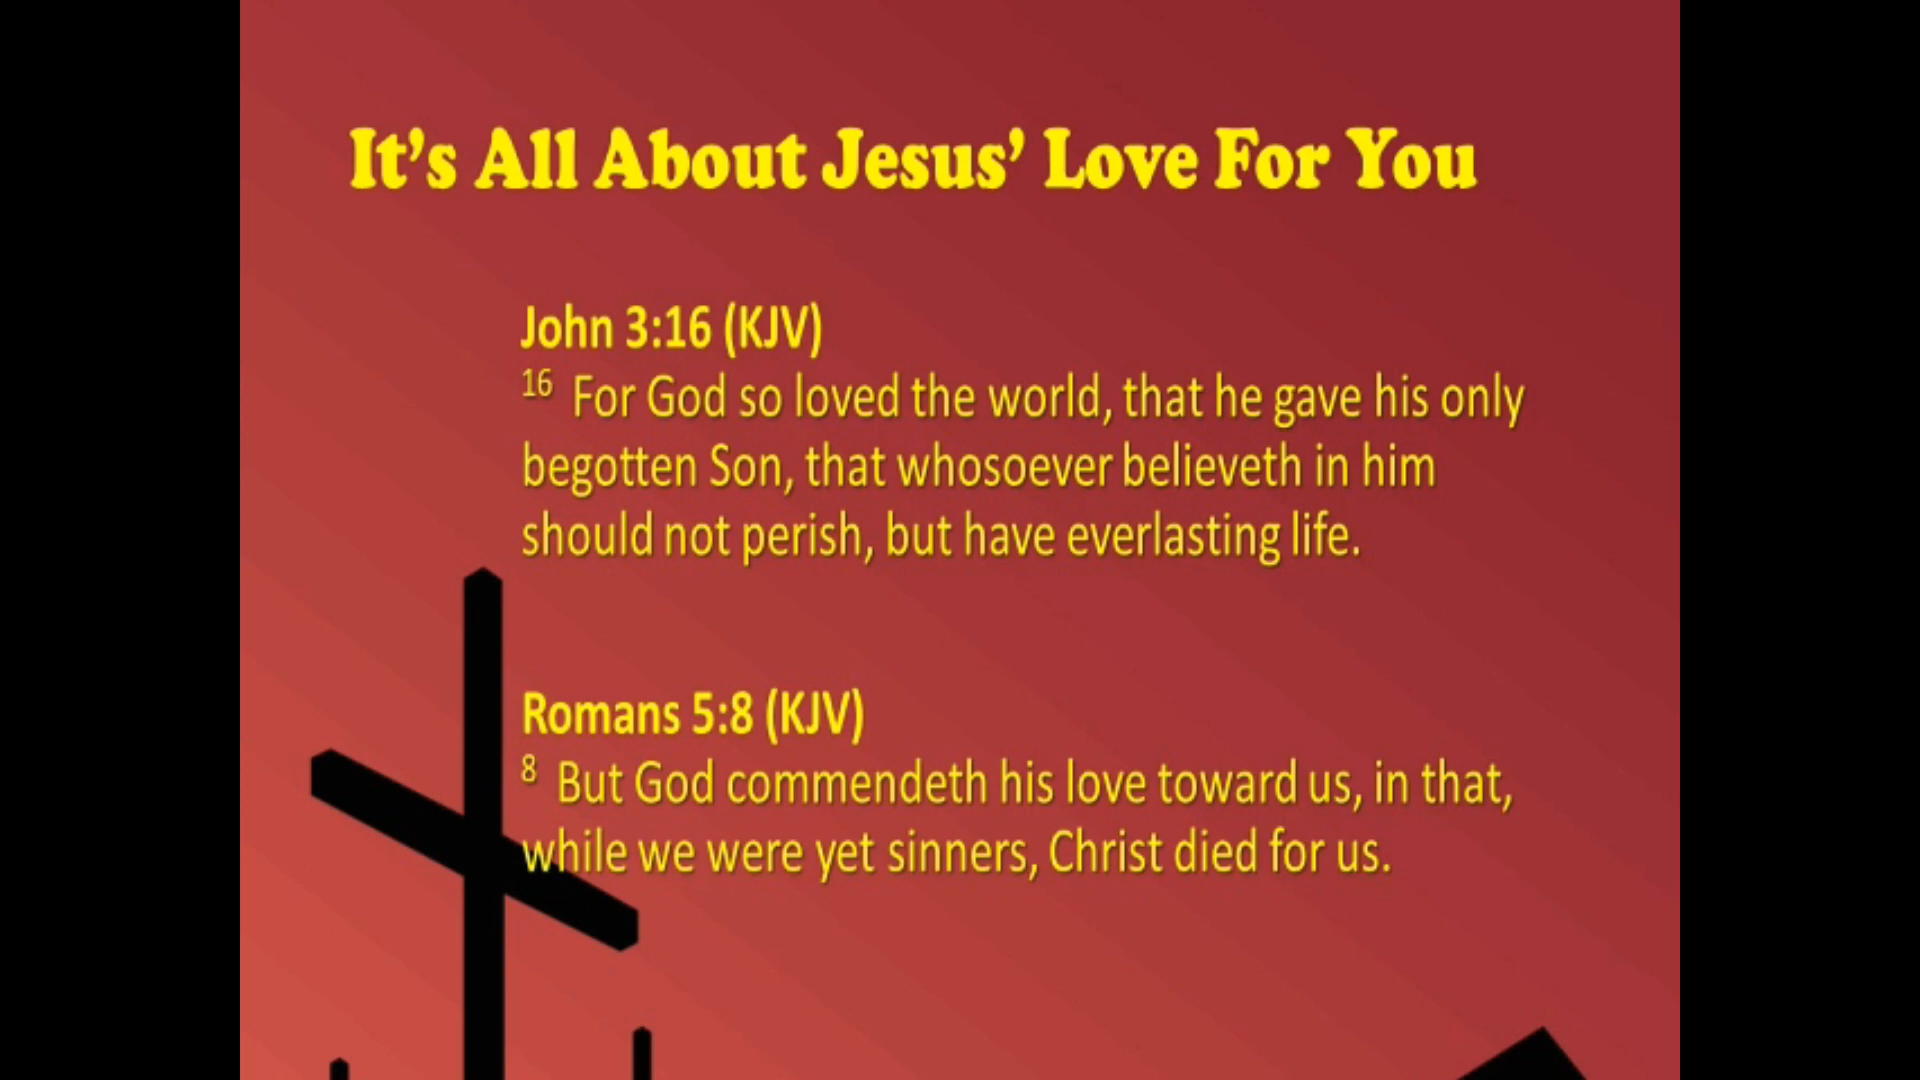 It's All About Jesus' Love For You
John 3:16 (KJV)
16 For God so loved the world, that he gave his only
begotten Son, that whosoever believeth in him
should not perish, but have everlasting life.
Romans 5:8 (KJV)
8 But God commendeth his love toward us, in that,
while we were yet sinners, Christ died for us.